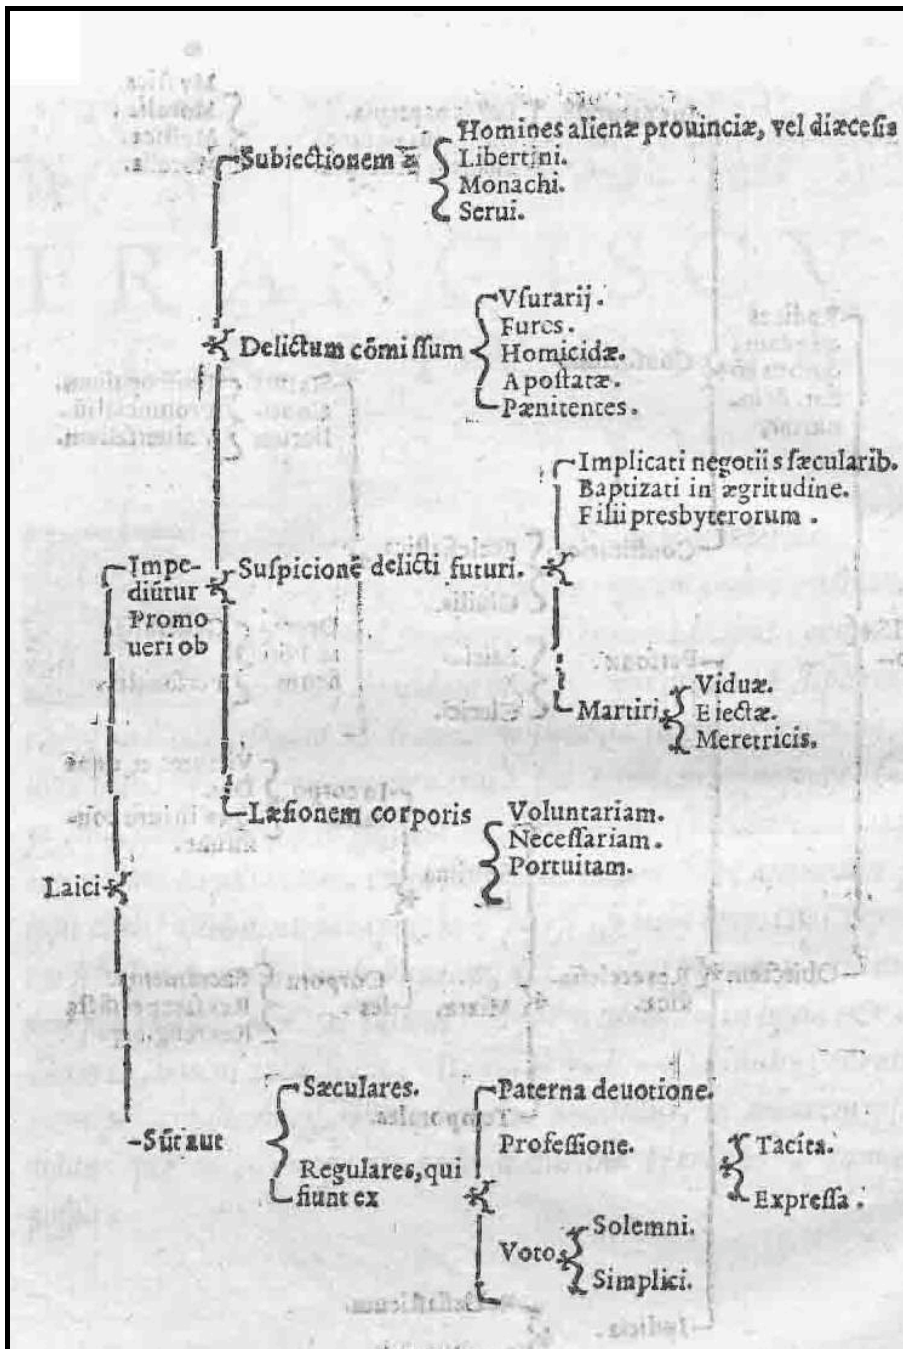 Homines alienæ prouinciæ, vel diæcesis
Subiectionem
Libertini.
Monachi.
Serui.
Vſurarij.
Fures.
Delictum cōmiſſum
Homicidæ.
Apoſtatæ.
Pænitentes.
Implicati negotiis ſæcularib.
Baptizati in ægritudine.
Filii presbyterorum.
Impe-
diūtur
Promo
ueri ob
Suſpicionē delicti futuri.
Martiri
Viduæ.
Eiectæ.
Meretricis.
Læſionem corporis
Voluntariam.
Neceſſariam.
Portuitam.
Laici
Sūt aut
Sæculares.
Regulares, qui
fiunt ex
Paterna deuotione.
Profeſſione.
Tacita.
Expreſſa.
Voto
Solemni.
Simplici.